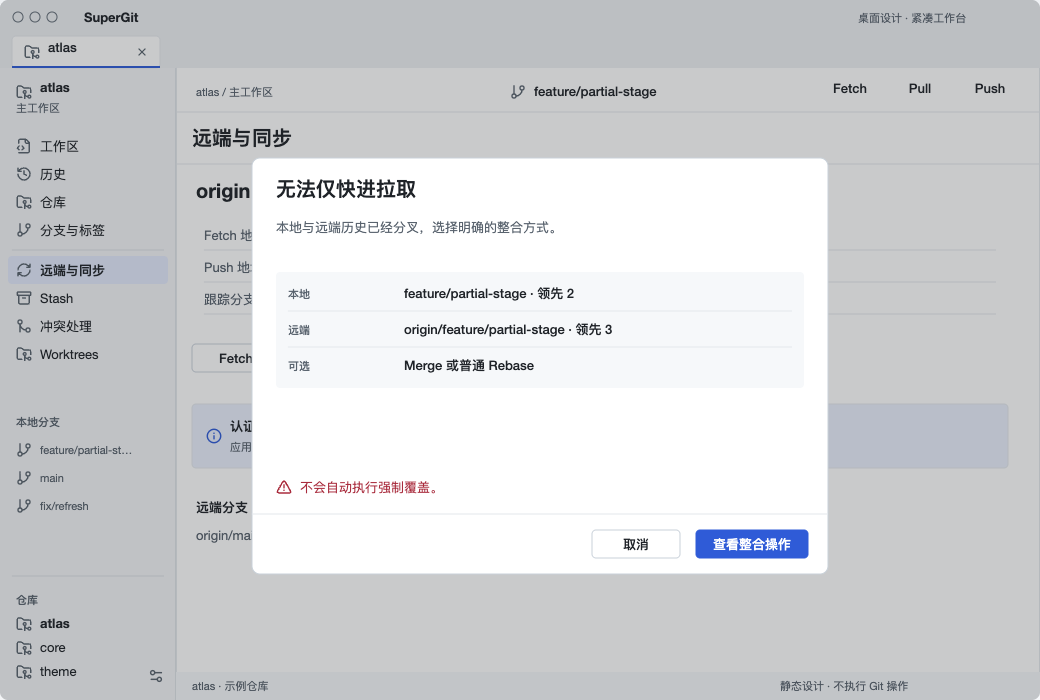 SuperGit
桌面设计 · 紧凑工作台
atlas
atlas
主工作区
工作区
历史
仓库
分支与标签
远端与同步
Stash
冲突处理
Worktrees
本地分支
feature/partial-st...
main
fix/refresh
仓库
atlas
core
theme
atlas / 主工作区
feature/partial-stage
Fetch
Pull
Push
远端与同步
origin
Fetch 地
Push 地
跟踪分支
Fetch
认证
应用
远端分支
origin/ma
无法仅快进拉取
本地与远端历史已经分叉，选择明确的整合方式。
本地 feature/partial-stage · 领先 2
远端 origin/feature/partial-stage · 领先 3
可选 Merge 或普通 Rebase
不会自动执行强制覆盖。
取消
查看整合操作
atlas · 示例仓库
静态设计 · 不执行 Git 操作